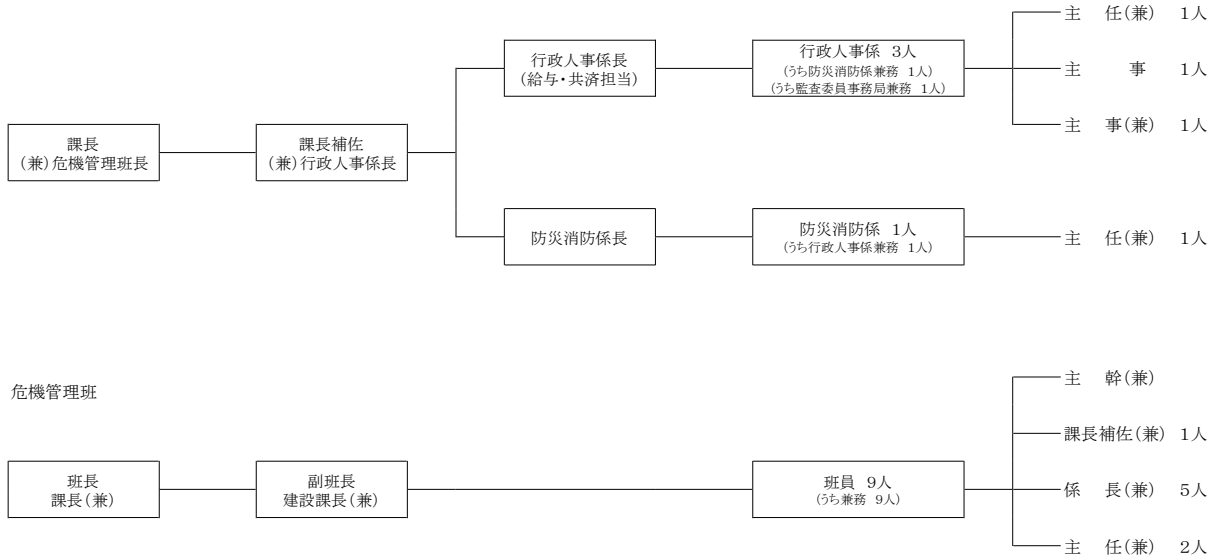 課長
(兼)危機管理班長
課長補佐
(兼)行政人事係長
行政人事係長
(給与・共済担当)
行政人事係 3人
(うち防災消防係兼務 1人)
(うち監査委員事務局兼務 1人)
主 任(兼) 1人
主 事 1人
主 事(兼) 1人
防災消防係長
防災消防係 1人
(うち行政人事係兼務 1人)
主 任(兼) 1人
危機管理班
班長
課長(兼)
副班長
建設課長(兼)
班員 9人
(うち兼務 9人)
主 幹(兼)
課長補佐(兼) 1人
係 長(兼) 5人
主 任(兼) 2人